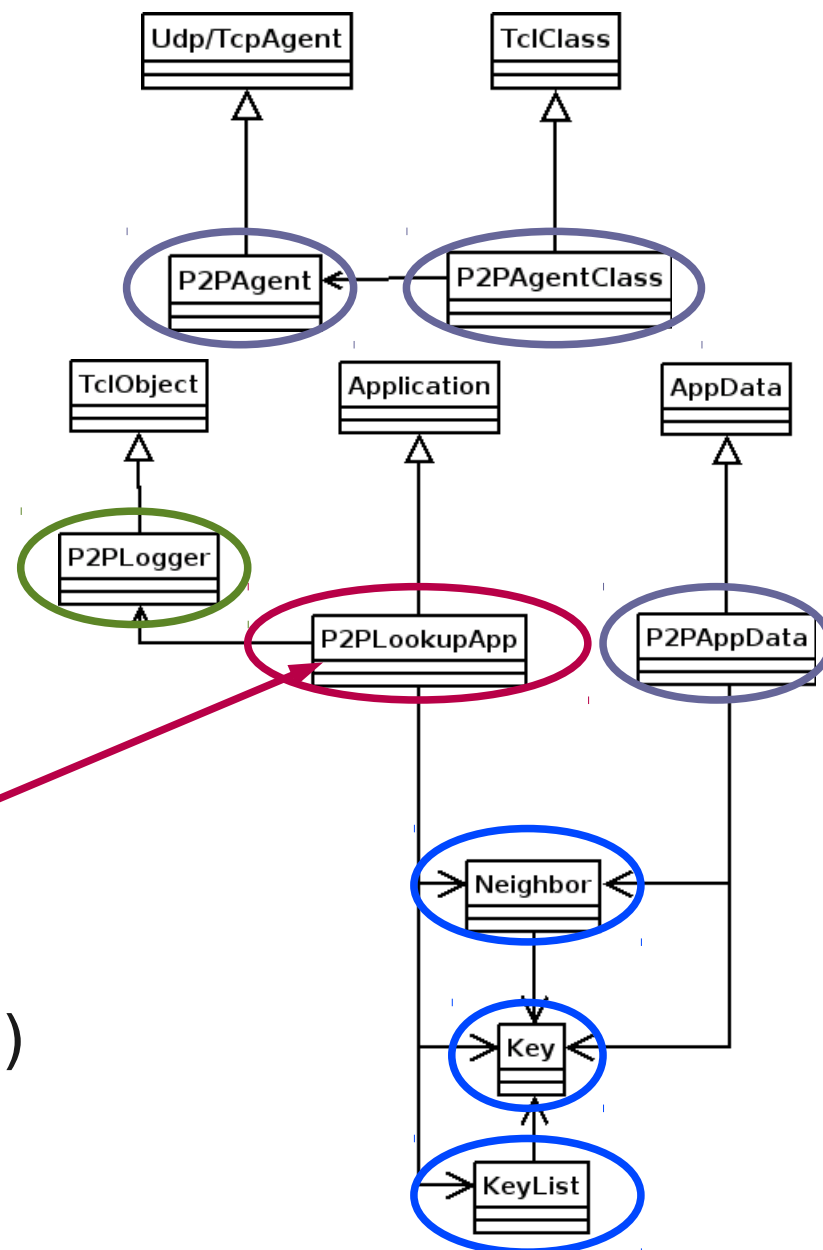 Udp/TcpAgent
TclClass
P2PAgent
P2PAgentClass
TclObject
Application
AppData
P2PLogger
P2PLookupApp
P2PAppData
Neighbor
)
Key
KeyList